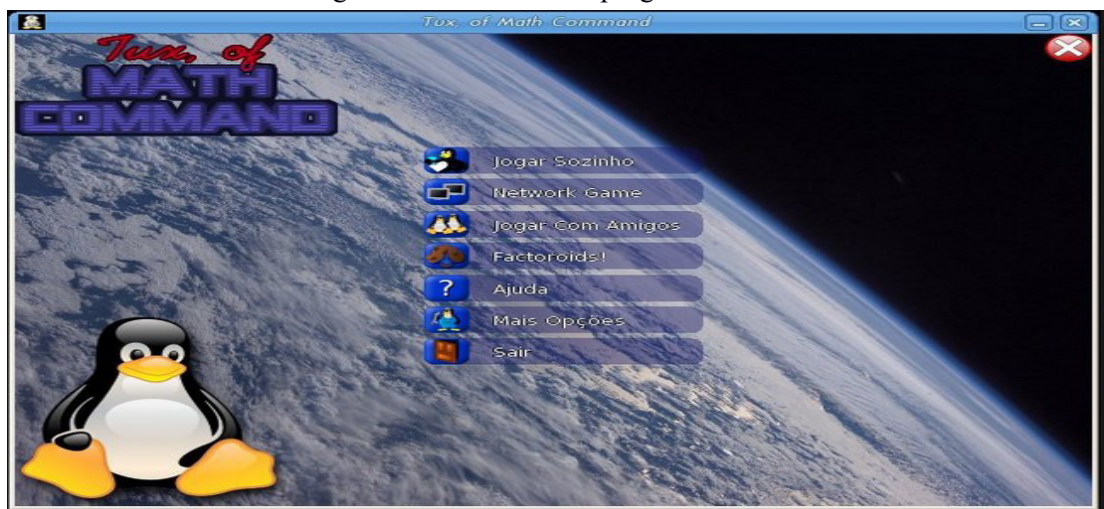 Tux, of Math Command
Tux, of
MATH
COMMAND
Jogar Sozinho
Network Game
Jogar Com Amigos
Factoroids!
?
Ajuda
Mais Opções
Sair